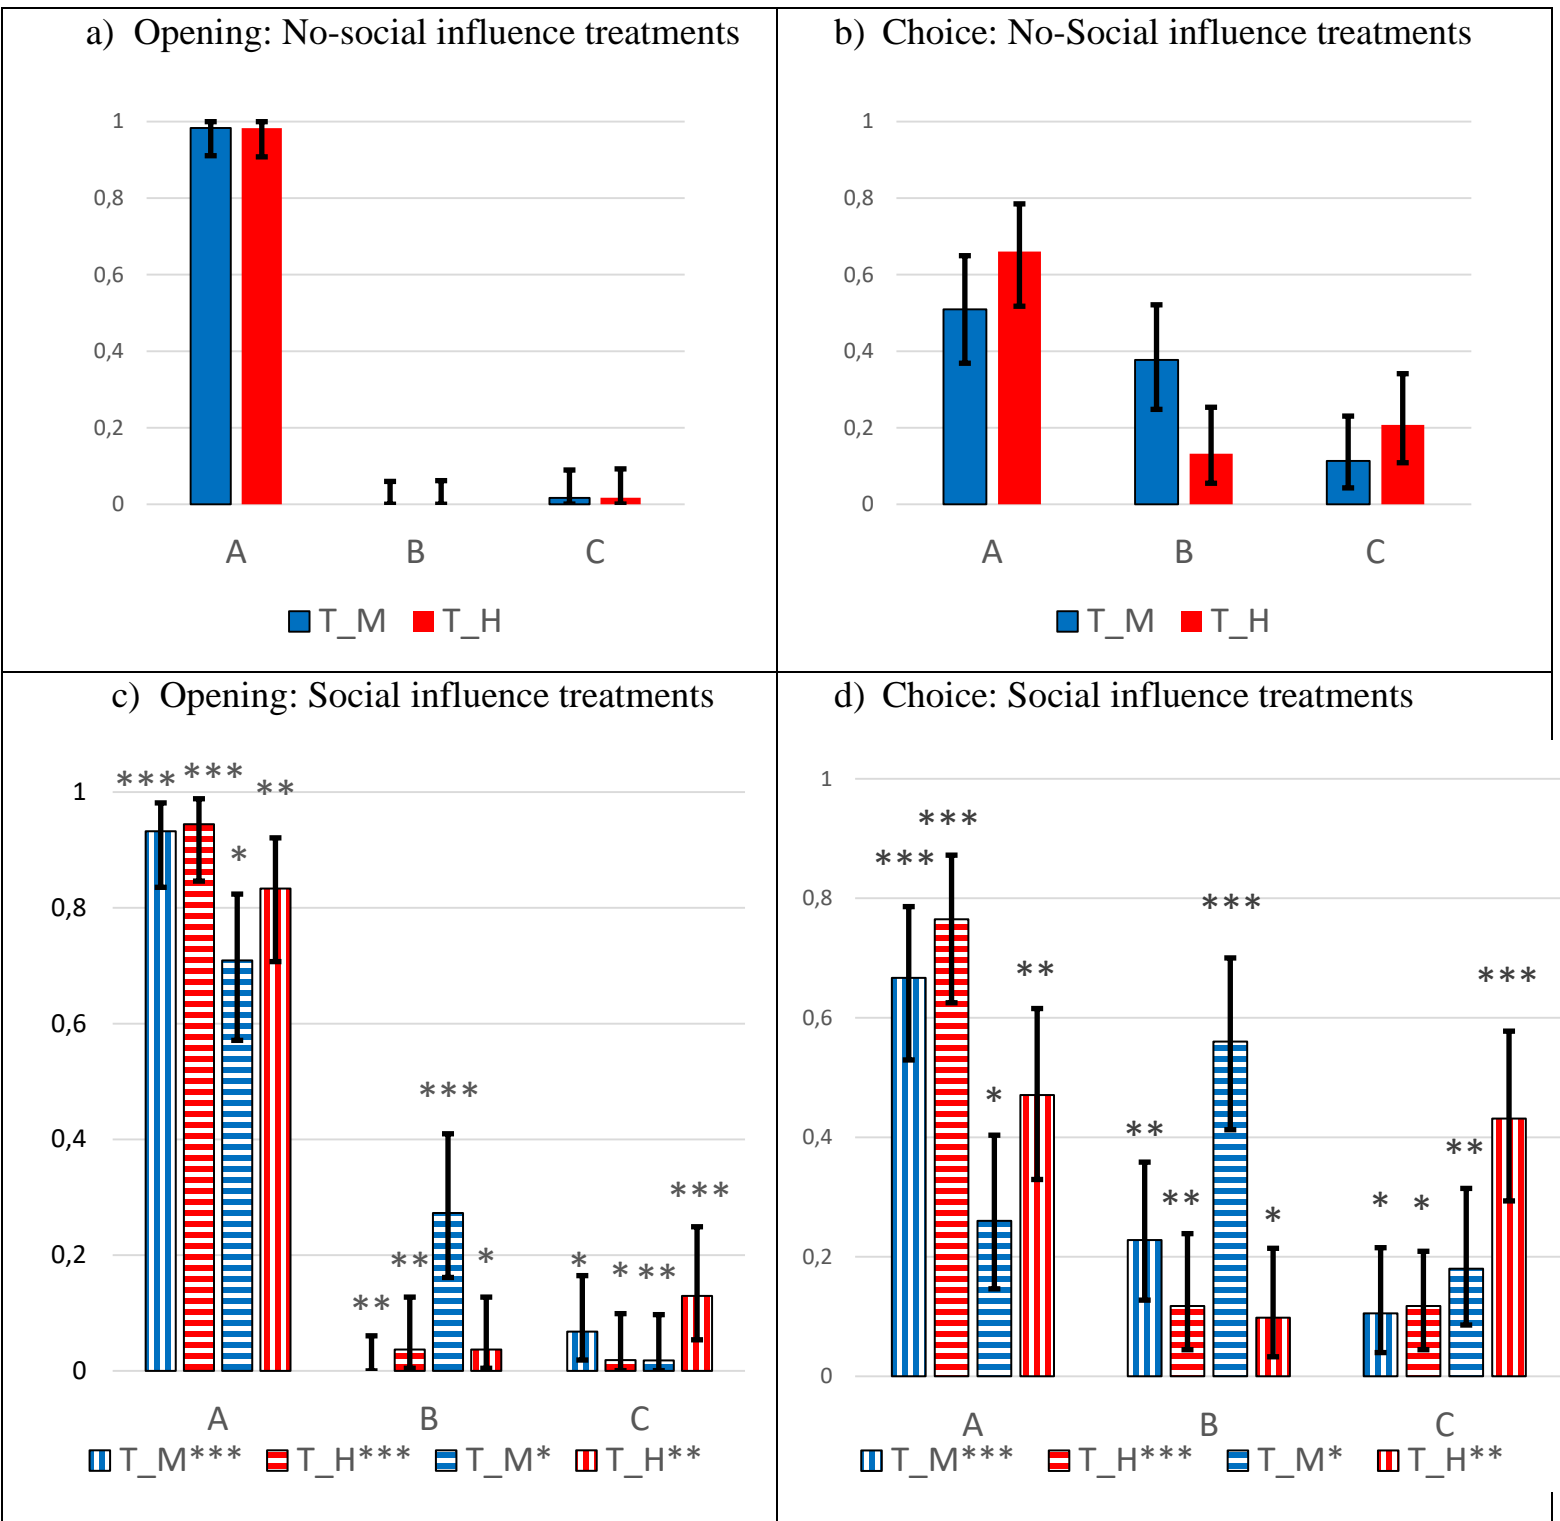 a) Opening: No-social influence treatments
1
0,8
0,6
0,4
0,2
0
A B C
T_M T_H
b) Choice: No-Social influence treatments
1
0,8
0,6
0,4
0,2
0
A B C
T_M T_H
c) Opening: Social influence treatments
*** *** **
1
*
0,8
0,6
***
0,4
***
0,2
** ** * * * **
0
A B C
T_M*** T_H*** T_M* T_H**
d) Choice: Social influence treatments
1
***
***
***
0,8
**
***
0,6
*
**
**
0,4
**
*
*
*
0,2
0
A B C
T_M*** T_H*** T_M* T_H**